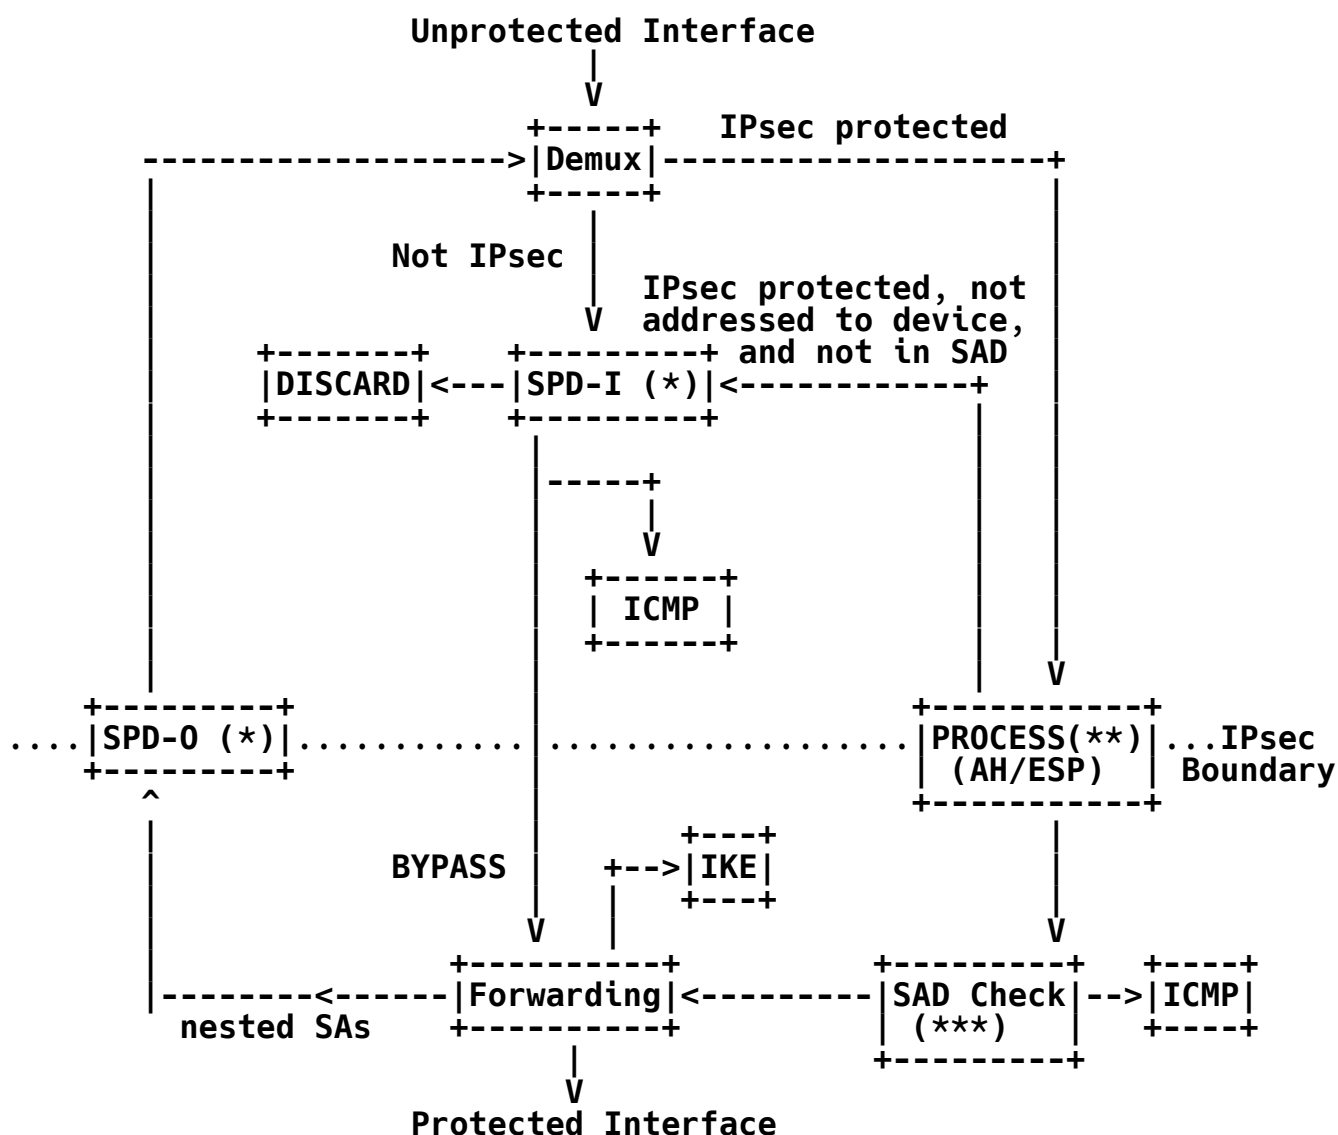 Unprotected Interface
|
V
+-----+   IPsec protected
------------------->|Demux|--------------------+
|                   +-----+                    |
|                      |                       |
|            Not IPsec |                       |
|                      |  IPsec protected, not |
|                      V  addressed to device, |
|     +-------+   +---------+ and not in SAD   |
|     |DISCARD|<---|SPD-I (*)|<------------+   |
|     +-------+   +---------+             |   |
|                   |                     |   |
|                   |-----+               |   |
|                   |     |               |   |
|                   |     V               |   |
|                   |  +------+           |   |
|                   |  | ICMP |           |   |
|                   |  +------+           |   |
|                   |                     |   V
+---------+         |                  +-----------+
....|SPD-O (*)|............|...................|PROCESS(**)|...IPsec
+---------+         |                  | (AH/ESP)  | Boundary
^                   |                  +-----------+
|                   |       +---+             |
|            BYPASS |   +-->|IKE|             |
|                   |   |   +---+             |
|                   V   |                     V
|               +----------+          +---------+   +----+
|--------<------|Forwarding|<---------|SAD Check|-->|ICMP|
nested SAs      +----------+          | (***)   |   +----+
|                     +---------+
V
Protected Interface